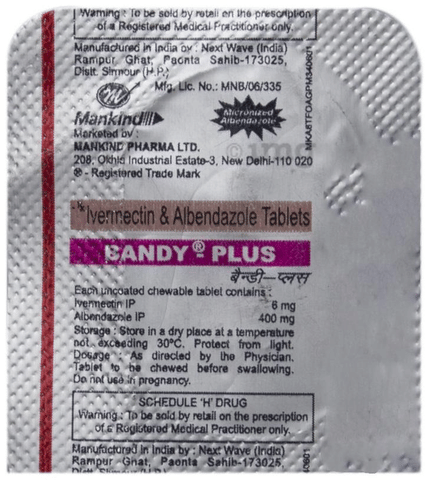 Warning : To be sold by retail on the prescription
of a Registered Medical Practitioner only.
Manufactured in India by : Next Wave (India)
Rampur Ghat, Paonta Sahib-173025,
Distt. Sirmour (H.P.)
Mfg. Lic. No.: MNB/06/335
Mankind
Micronized
Albendazole
Marketed by :
MANKIND PHARMA LTD.
208, Okhla Industrial Estate-3, New Delhi-110 020
® - Registered Trade Mark
Rx Ivermectin & Albendazole Tablets
BANDY® - PLUS
बैन्डी-प्लस
Each uncoated chewable tablet contains :
Ivermectin IP 6 mg
Albendazole IP 400 mg
Storage : Store in a dry place at a temperature
not exceeding 30°C. Protect from light.
Dosage : As directed by the Physician.
Tablet to be chewed before swallowing.
Do not use in pregnancy.
SCHEDULE 'H' DRUG
Warning : To be sold by retail on the prescription
of a Registered Medical Practitioner only.
Manufactured in India by : Next Wave (India)
Rampur Ghat, Paonta Sahib-173025,